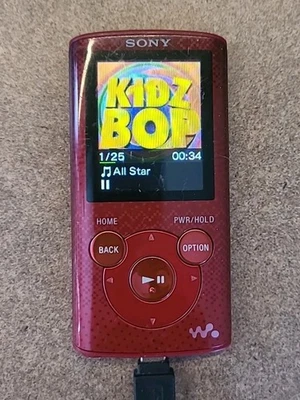 SONY
KIDZ
BOP
1/25 00:34
All Star
HOME PWR/HOLD
BACK OPTION